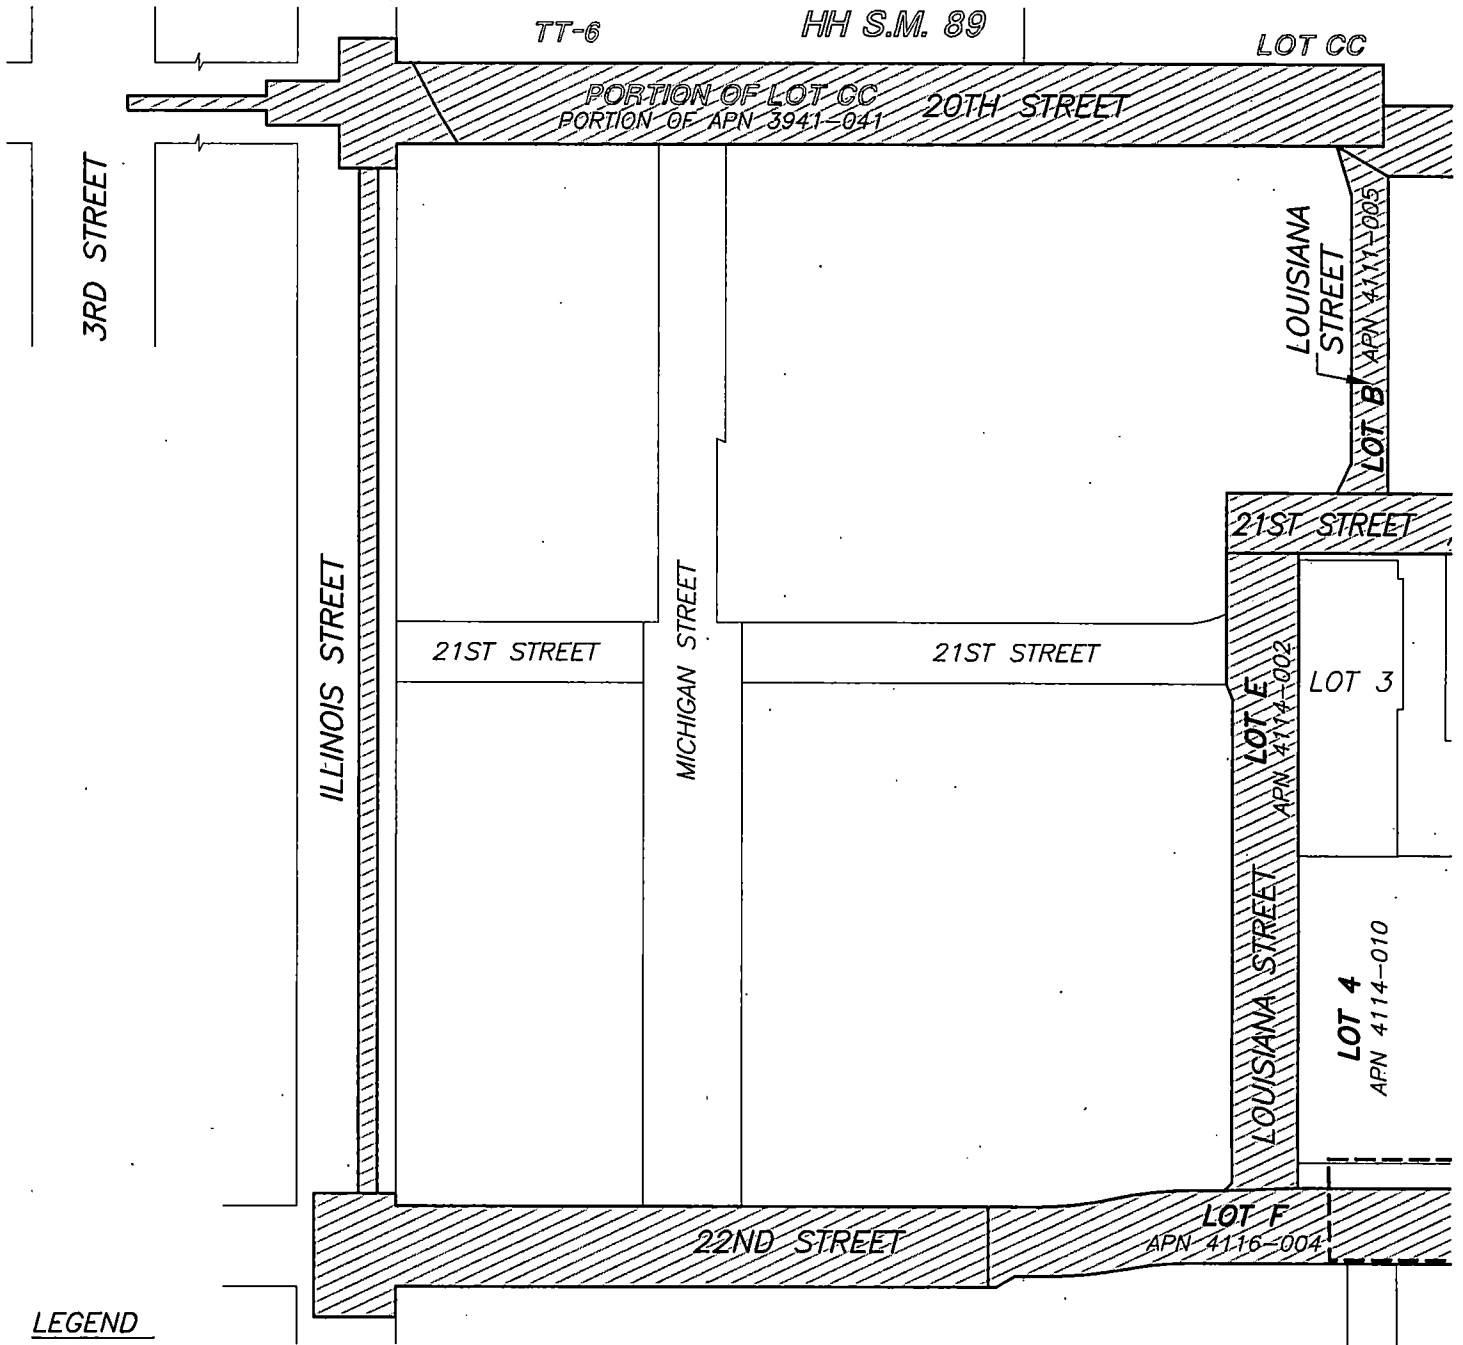 TT-6
HH S.M. 89
LOT CC
PORTION OF LOT CC
PORTION OF APN 3941-041
20TH STREET
3RD STREET
LOUISIANA
STREET
APN 4111-005
LOT B
21ST STREET
ILLINOIS STREET
MICHIGAN STREET
21ST STREET
21ST STREET
LOT E
APN 4114-002
LOT 3
LOUISIANA STREET
LOT 4
APN 4114-010
22ND STREET
LOT F
APN 4116-004
LEGEND